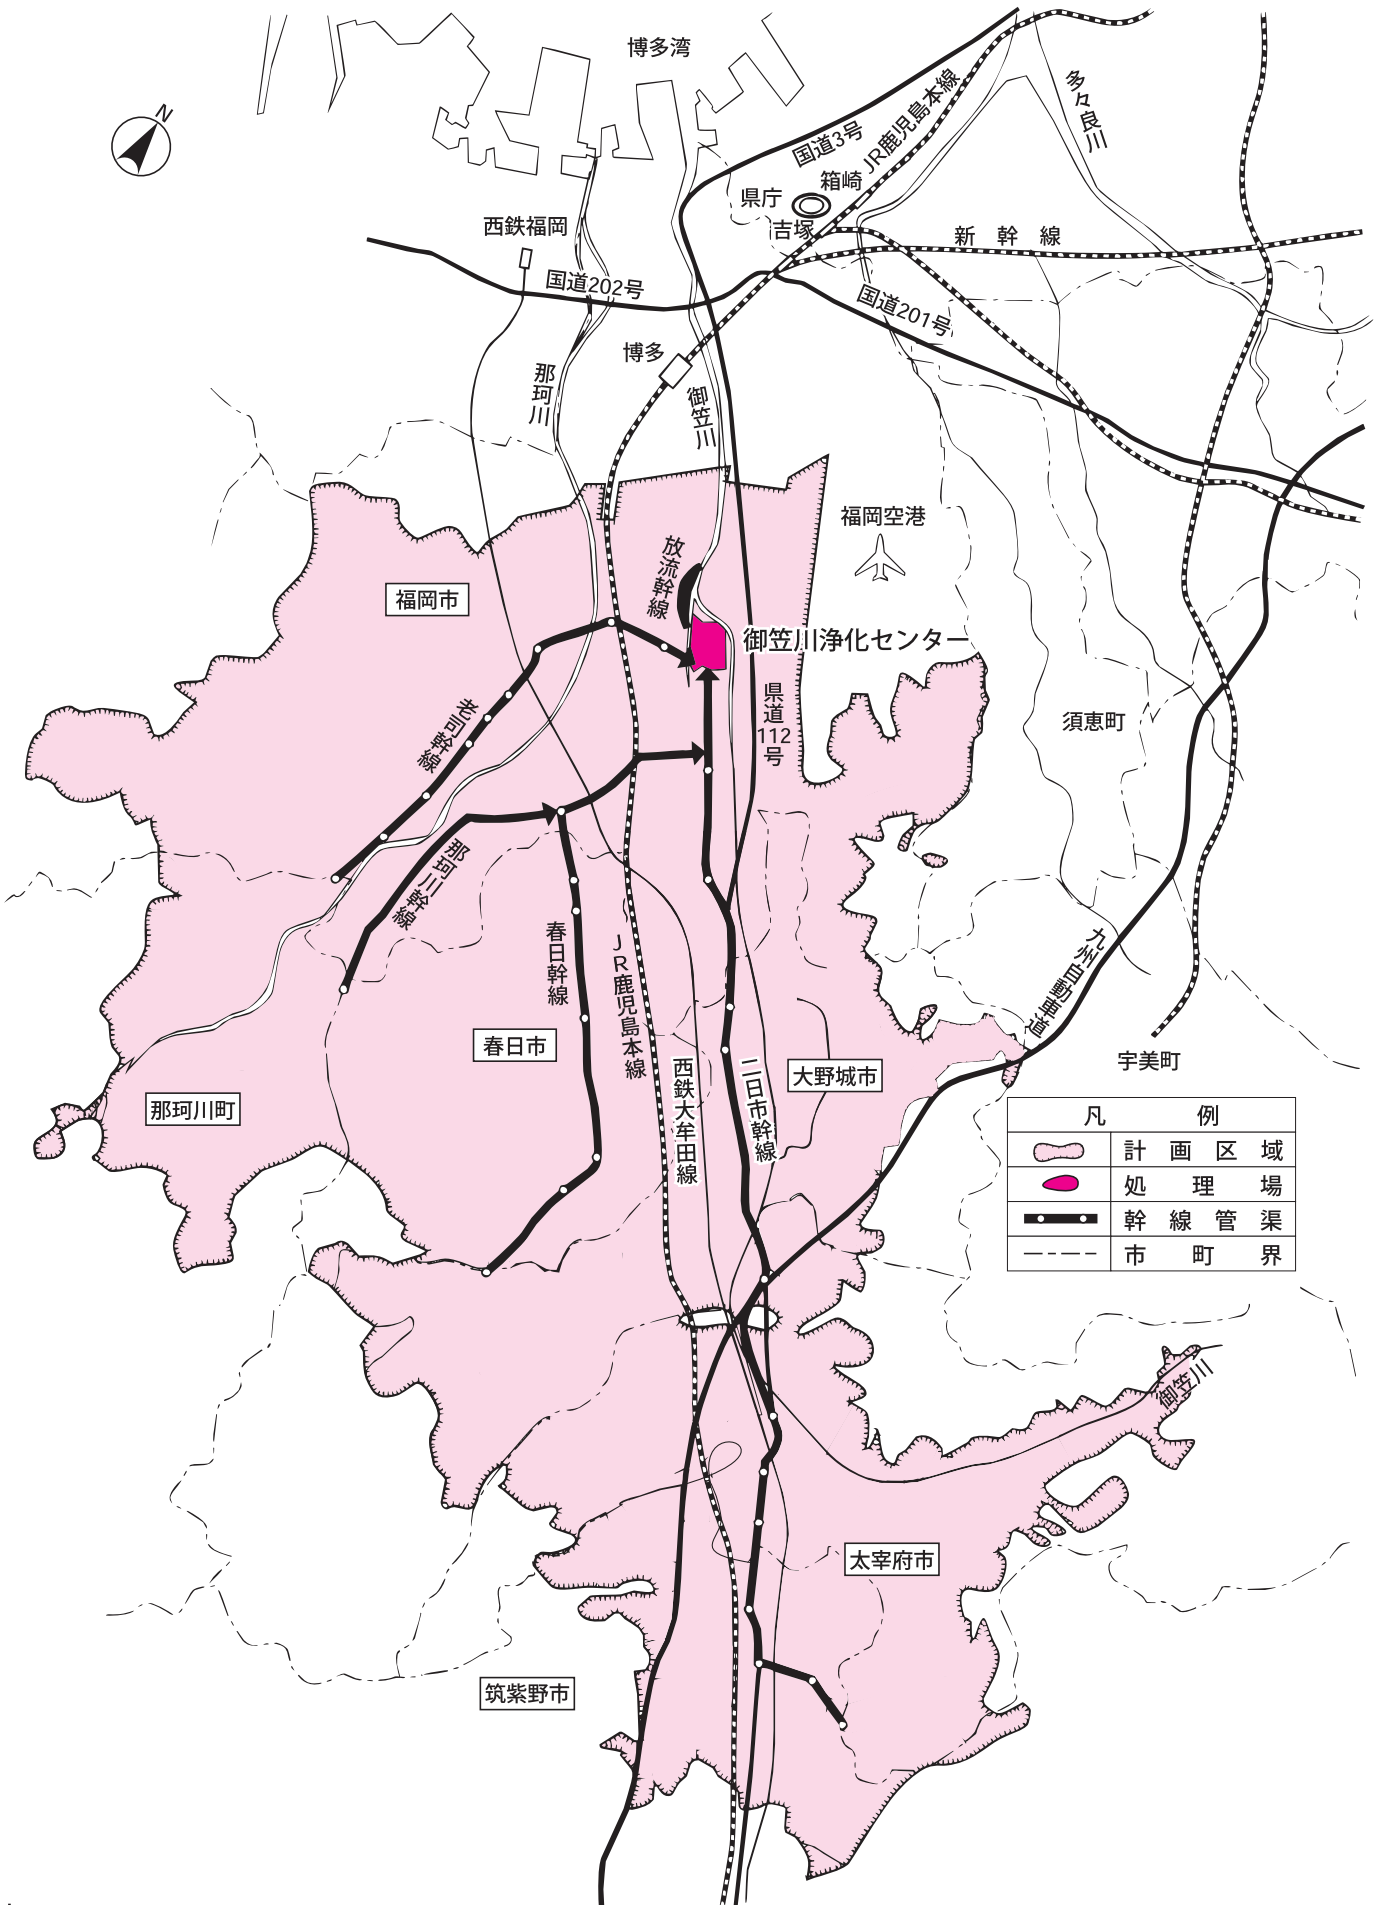 博多湾
N
多々良川
JR鹿児島本線
国道3号
箱崎
県庁
吉塚
西鉄福岡
新幹線
国道202号
国道201号
博多
那珂川
御笠川
福岡空港
放流幹線
福岡市
御笠川浄化センター
県道112号
老司幹線
須恵町
那珂川幹線
春日幹線
JR鹿児島本線
九州自動車道
春日市
西鉄大牟田線
二日市幹線
大野城市
宇美町
那珂川町
凡例
計画区域
処理場
幹線管渠
市町界
御笠川
太宰府市
筑紫野市